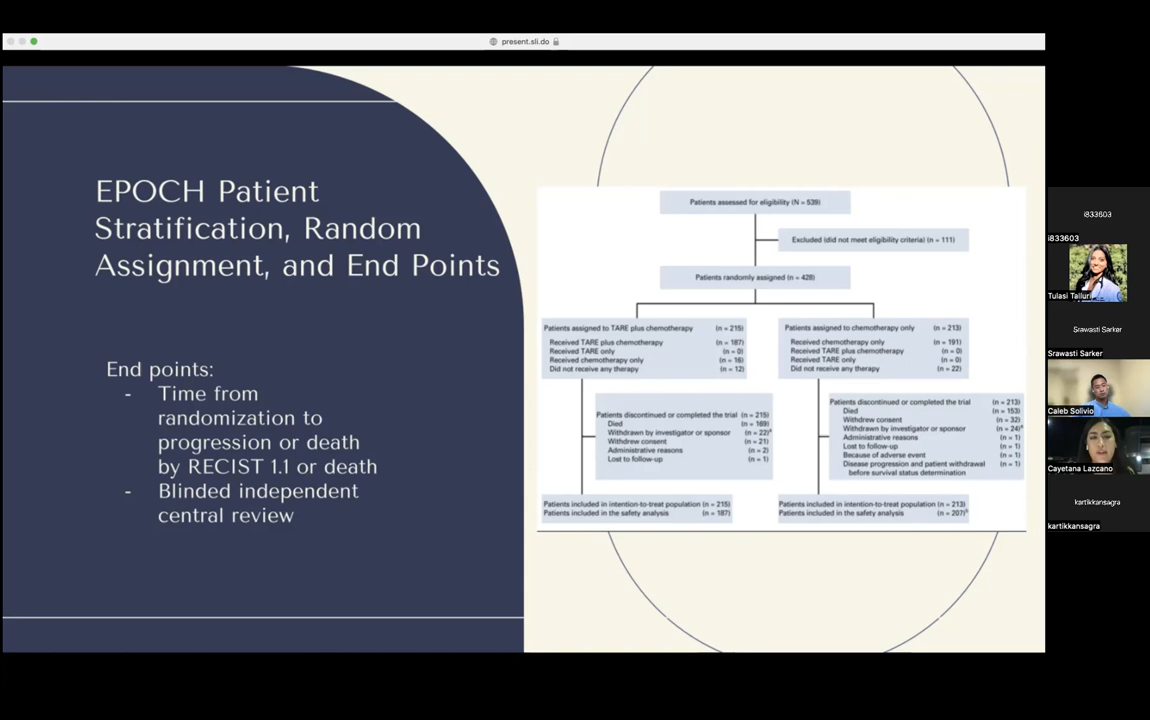 present.sli.do
EPOCH Patient
Stratification, Random
Assignment, and End Points
End points:
- Time from
randomization to
progression or death
by RECIST 1.1 or death
- Blinded independent
central review
Patients assessed for eligibility (N = 539)
Excluded (did not meet eligibility criteria) (n = 111)
Patients randomly assigned (n = 428)
Patients assigned to TARE plus chemotherapy (n = 215)
Received TARE plus chemotherapy (n = 187)
Received TARE only (n = 0)
Received chemotherapy only (n = 16)
Did not receive any therapy (n = 12)
Patients assigned to chemotherapy only (n = 213)
Received chemotherapy only (n = 191)
Received TARE plus chemotherapy (n = 0)
Received TARE only (n = 0)
Did not receive any therapy (n = 22)
Patients discontinued or completed the trial (n = 215)
Died (n = 169)
Withdrawn by investigator or sponsor (n = 22)a
Withdrew consent (n = 21)
Administrative reasons (n = 2)
Lost to follow-up (n = 1)
Patients discontinued or completed the trial (n = 213)
Died (n = 153)
Withdrew consent (n = 32)
Withdrawn by investigator or sponsor (n = 24)a
Administrative reasons (n = 1)
Lost to follow-up (n = 1)
Because of adverse event (n = 1)
Disease progression and patient withdrawal (n = 1)
before survival status determination
Patients included in intention-to-treat population (n = 215)
Patients included in the safety analysis (n = 187)
Patients included in intention-to-treat population (n = 213)
Patients included in the safety analysis (n = 207)b
i833603
i833603
Tulasi Talluri
Srawasti Sarker
Srawasti Sarker
Caleb Solivio
Cayetana Lazcano
kartikkansagra
kartikkansagra